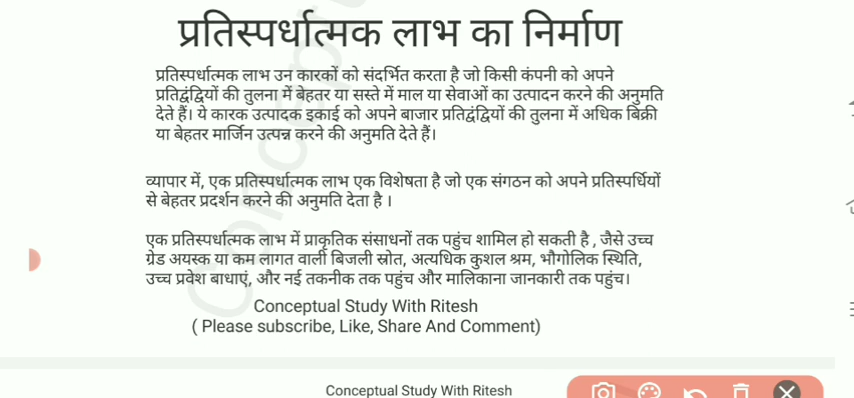 प्रतिस्पर्धात्मक लाभ का निर्माण
प्रतिस्पर्धात्मक लाभ उन कारकों को संदर्भित करता है जो किसी कंपनी को अपने
प्रतिद्वंद्वियों की तुलना में बेहतर या सस्ते में माल या सेवाओं का उत्पादन करने की अनुमति
देते हैं। ये कारक उत्पादक इकाई को अपने बाजार प्रतिद्वंद्वियों की तुलना में अधिक बिक्री
या बेहतर मार्जिन उत्पन्न करने की अनुमति देते हैं।
व्यापार में, एक प्रतिस्पर्धात्मक लाभ एक विशेषता है जो एक संगठन को अपने प्रतिस्पर्धियों
से बेहतर प्रदर्शन करने की अनुमति देता है ।
एक प्रतिस्पर्धात्मक लाभ में प्राकृतिक संसाधनों तक पहुंच शामिल हो सकती है , जैसे उच्च
ग्रेड अयस्क या कम लागत वाली बिजली स्रोत, अत्यधिक कुशल श्रम, भौगोलिक स्थिति,
उच्च प्रवेश बाधाएं, और नई तकनीक तक पहुंच और मालिकाना जानकारी तक पहुंच।
Conceptual Study With Ritesh
( Please subscribe, Like, Share And Comment)
Conceptual Study With Ritesh